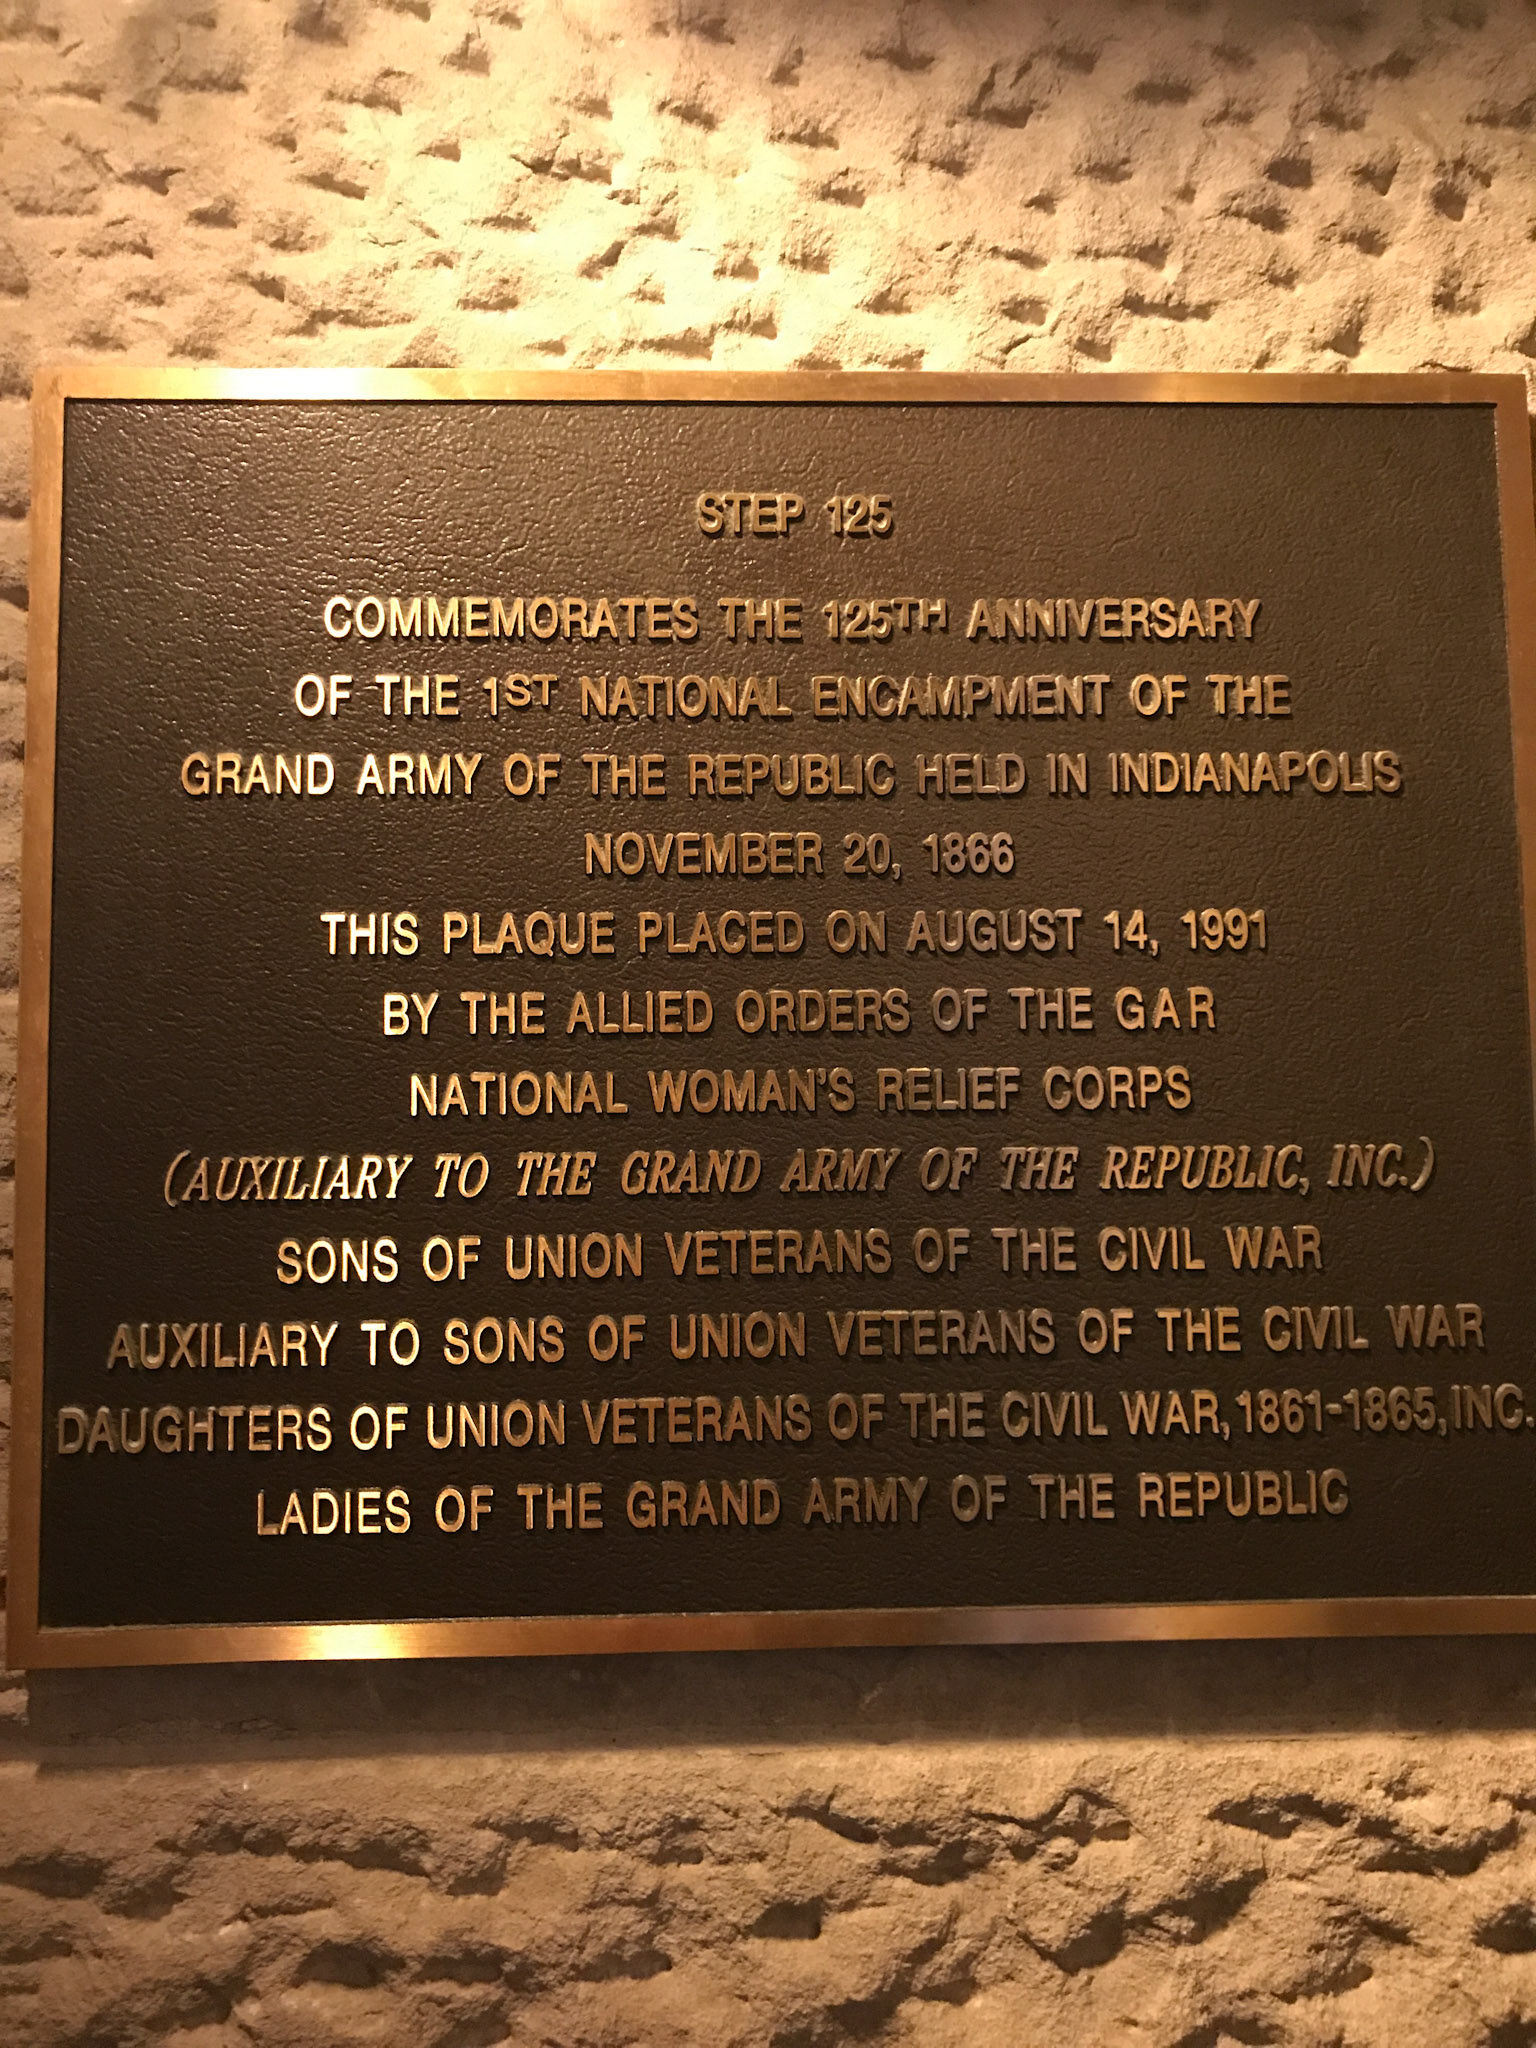 STEP 125
COMMEMORATES THE 125TH ANNIVERSARY
OF THE 1ST NATIONAL ENCAMPMENT OF THE
GRAND ARMY OF THE REPUBLIC HELD IN INDIANAPOLIS
NOVEMBER 20, 1866
THIS PLAQUE PLACED ON AUGUST 14, 1991
BY THE ALLIED ORDERS OF THE GAR
NATIONAL WOMAN'S RELIEF CORPS
(AUXILIARY TO THE GRAND ARMY OF THE REPUBLIC, INC.)
SONS OF UNION VETERANS OF THE CIVIL WAR
AUXILIARY TO SONS OF UNION VETERANS OF THE CIVIL WAR
DAUGHTERS OF UNION VETERANS OF THE CIVIL WAR, 1861-1865, INC.
LADIES OF THE GRAND ARMY OF THE REPUBLIC